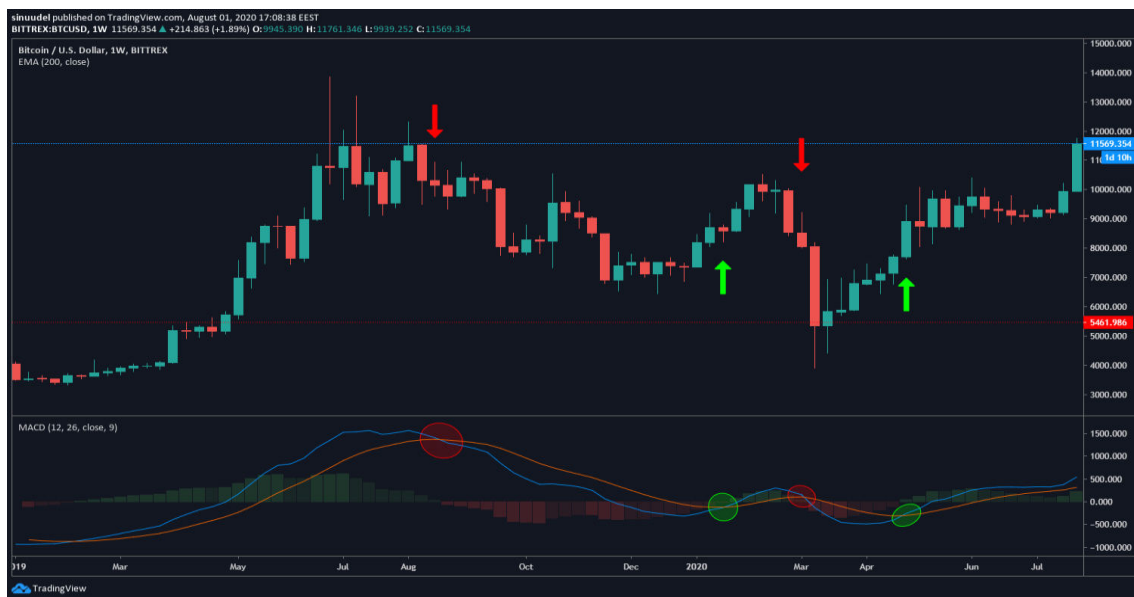 sinuudel published on TradingView.com, August 01, 2020 17:08:38 EEST
BITTREX:BTCUSD, 1W 11569.354 ▲ +214.863 (+1.89%) O:9945.390 H:11761.346 L:9939.252 C:11569.354
Bitcoin / U.S. Dollar, 1W, BITTREX
EMA (200, close)
15000.000
14000.000
13000.000
12000.000
11569.354
1d 10h
10000.000
9000.000
8000.000
7000.000
6000.000
5461.986
5000.000
4000.000
3000.000
MACD (12, 26, close, 9)
1500.000
1000.000
500.000
0.000
−500.000
−1000.000
019 Mar May Jul Aug Oct Dec 2020 Mar Apr Jun Jul
TradingView